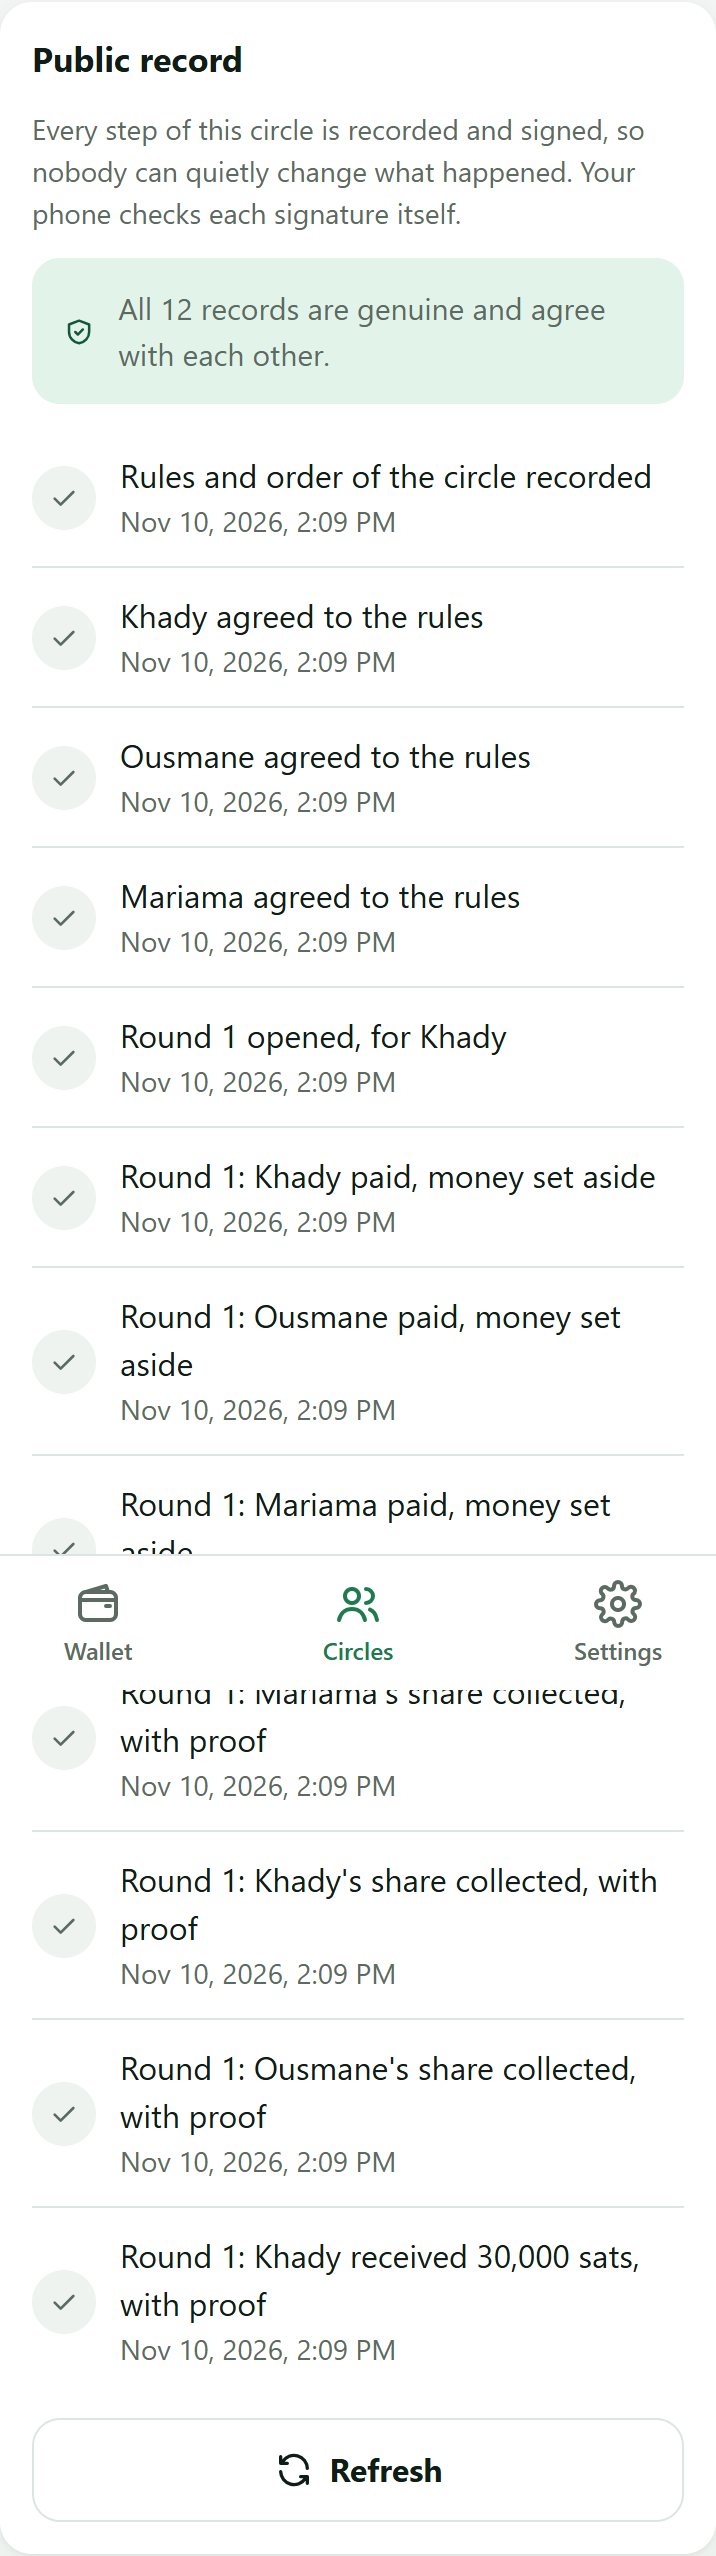 Public record
Every step of this circle is recorded and signed, so
nobody can quietly change what happened. Your
phone checks each signature itself.
All 12 records are genuine and agree
with each other.
Rules and order of the circle recorded
Nov 10, 2026, 2:09 PM
Khady agreed to the rules
Nov 10, 2026, 2:09 PM
Ousmane agreed to the rules
Nov 10, 2026, 2:09 PM
Mariama agreed to the rules
Nov 10, 2026, 2:09 PM
Round 1 opened, for Khady
Nov 10, 2026, 2:09 PM
Round 1: Khady paid, money set aside
Nov 10, 2026, 2:09 PM
Round 1: Ousmane paid, money set
aside
Nov 10, 2026, 2:09 PM
Round 1: Mariama paid, money set
aside
Wallet
Circles
Settings
Round 1: Mariama's share collected,
with proof
Nov 10, 2026, 2:09 PM
Round 1: Khady's share collected, with
proof
Nov 10, 2026, 2:09 PM
Round 1: Ousmane's share collected,
with proof
Nov 10, 2026, 2:09 PM
Round 1: Khady received 30,000 sats,
with proof
Nov 10, 2026, 2:09 PM
Refresh